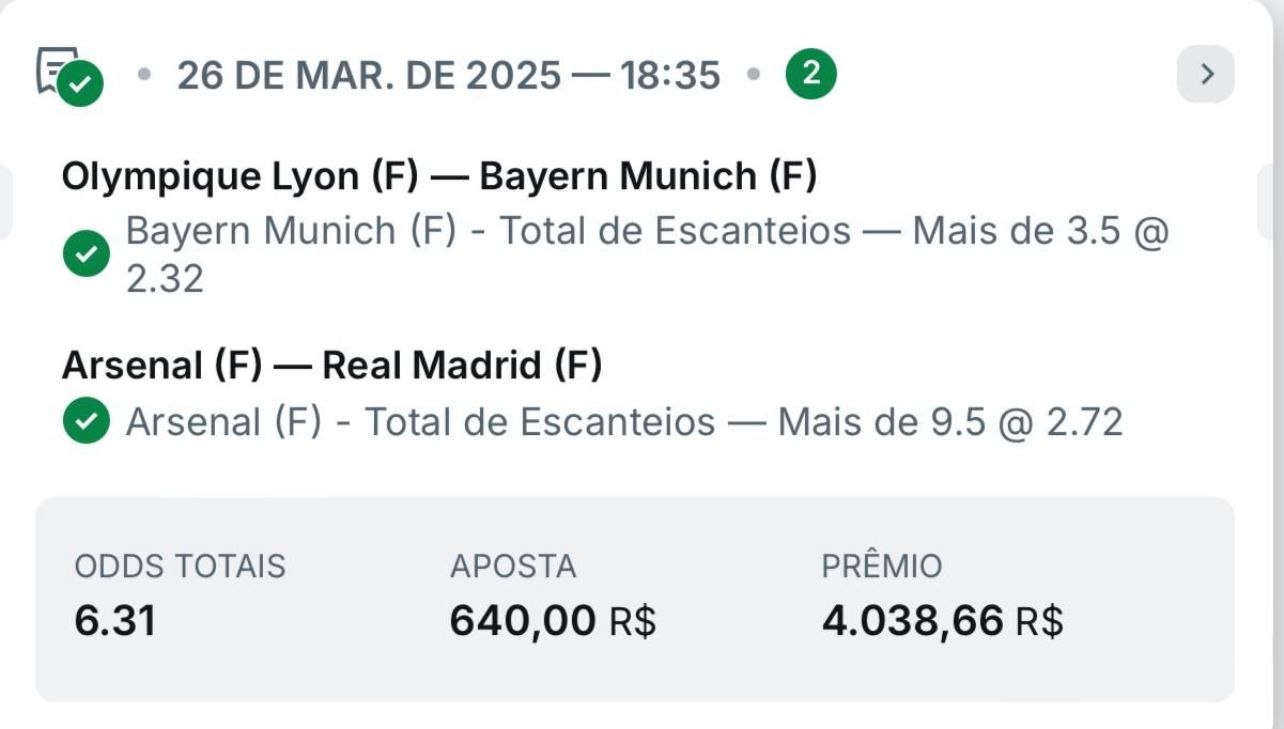 • 26 DE MAR. DE 2025 — 18:35 • 2
Olympique Lyon (F) — Bayern Munich (F)
Bayern Munich (F) - Total de Escanteios — Mais de 3.5 @
2.32
Arsenal (F) — Real Madrid (F)
Arsenal (F) - Total de Escanteios — Mais de 9.5 @ 2.72
ODDS TOTAIS APOSTA PRÊMIO
6.31 640,00 R$ 4.038,66 R$